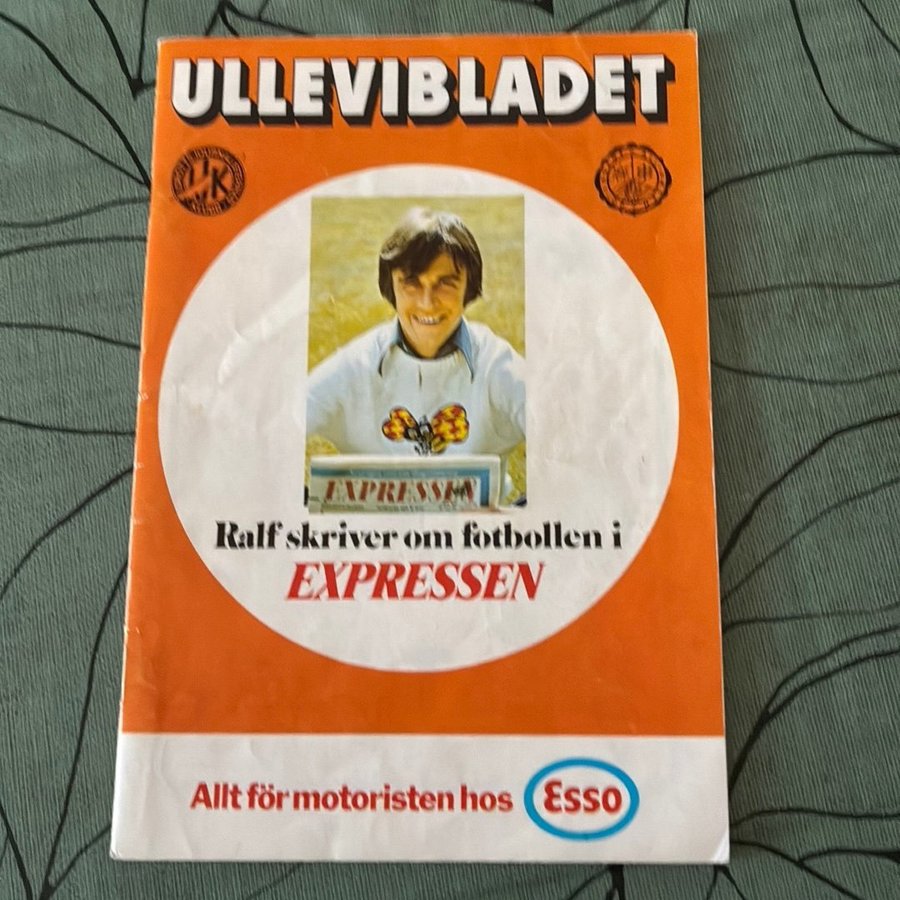 ULLEVIBLADET
EXPRESSEN
Ralf skriver om fotbollen i
EXPRESSEN
Allt för motoristen hos Esso